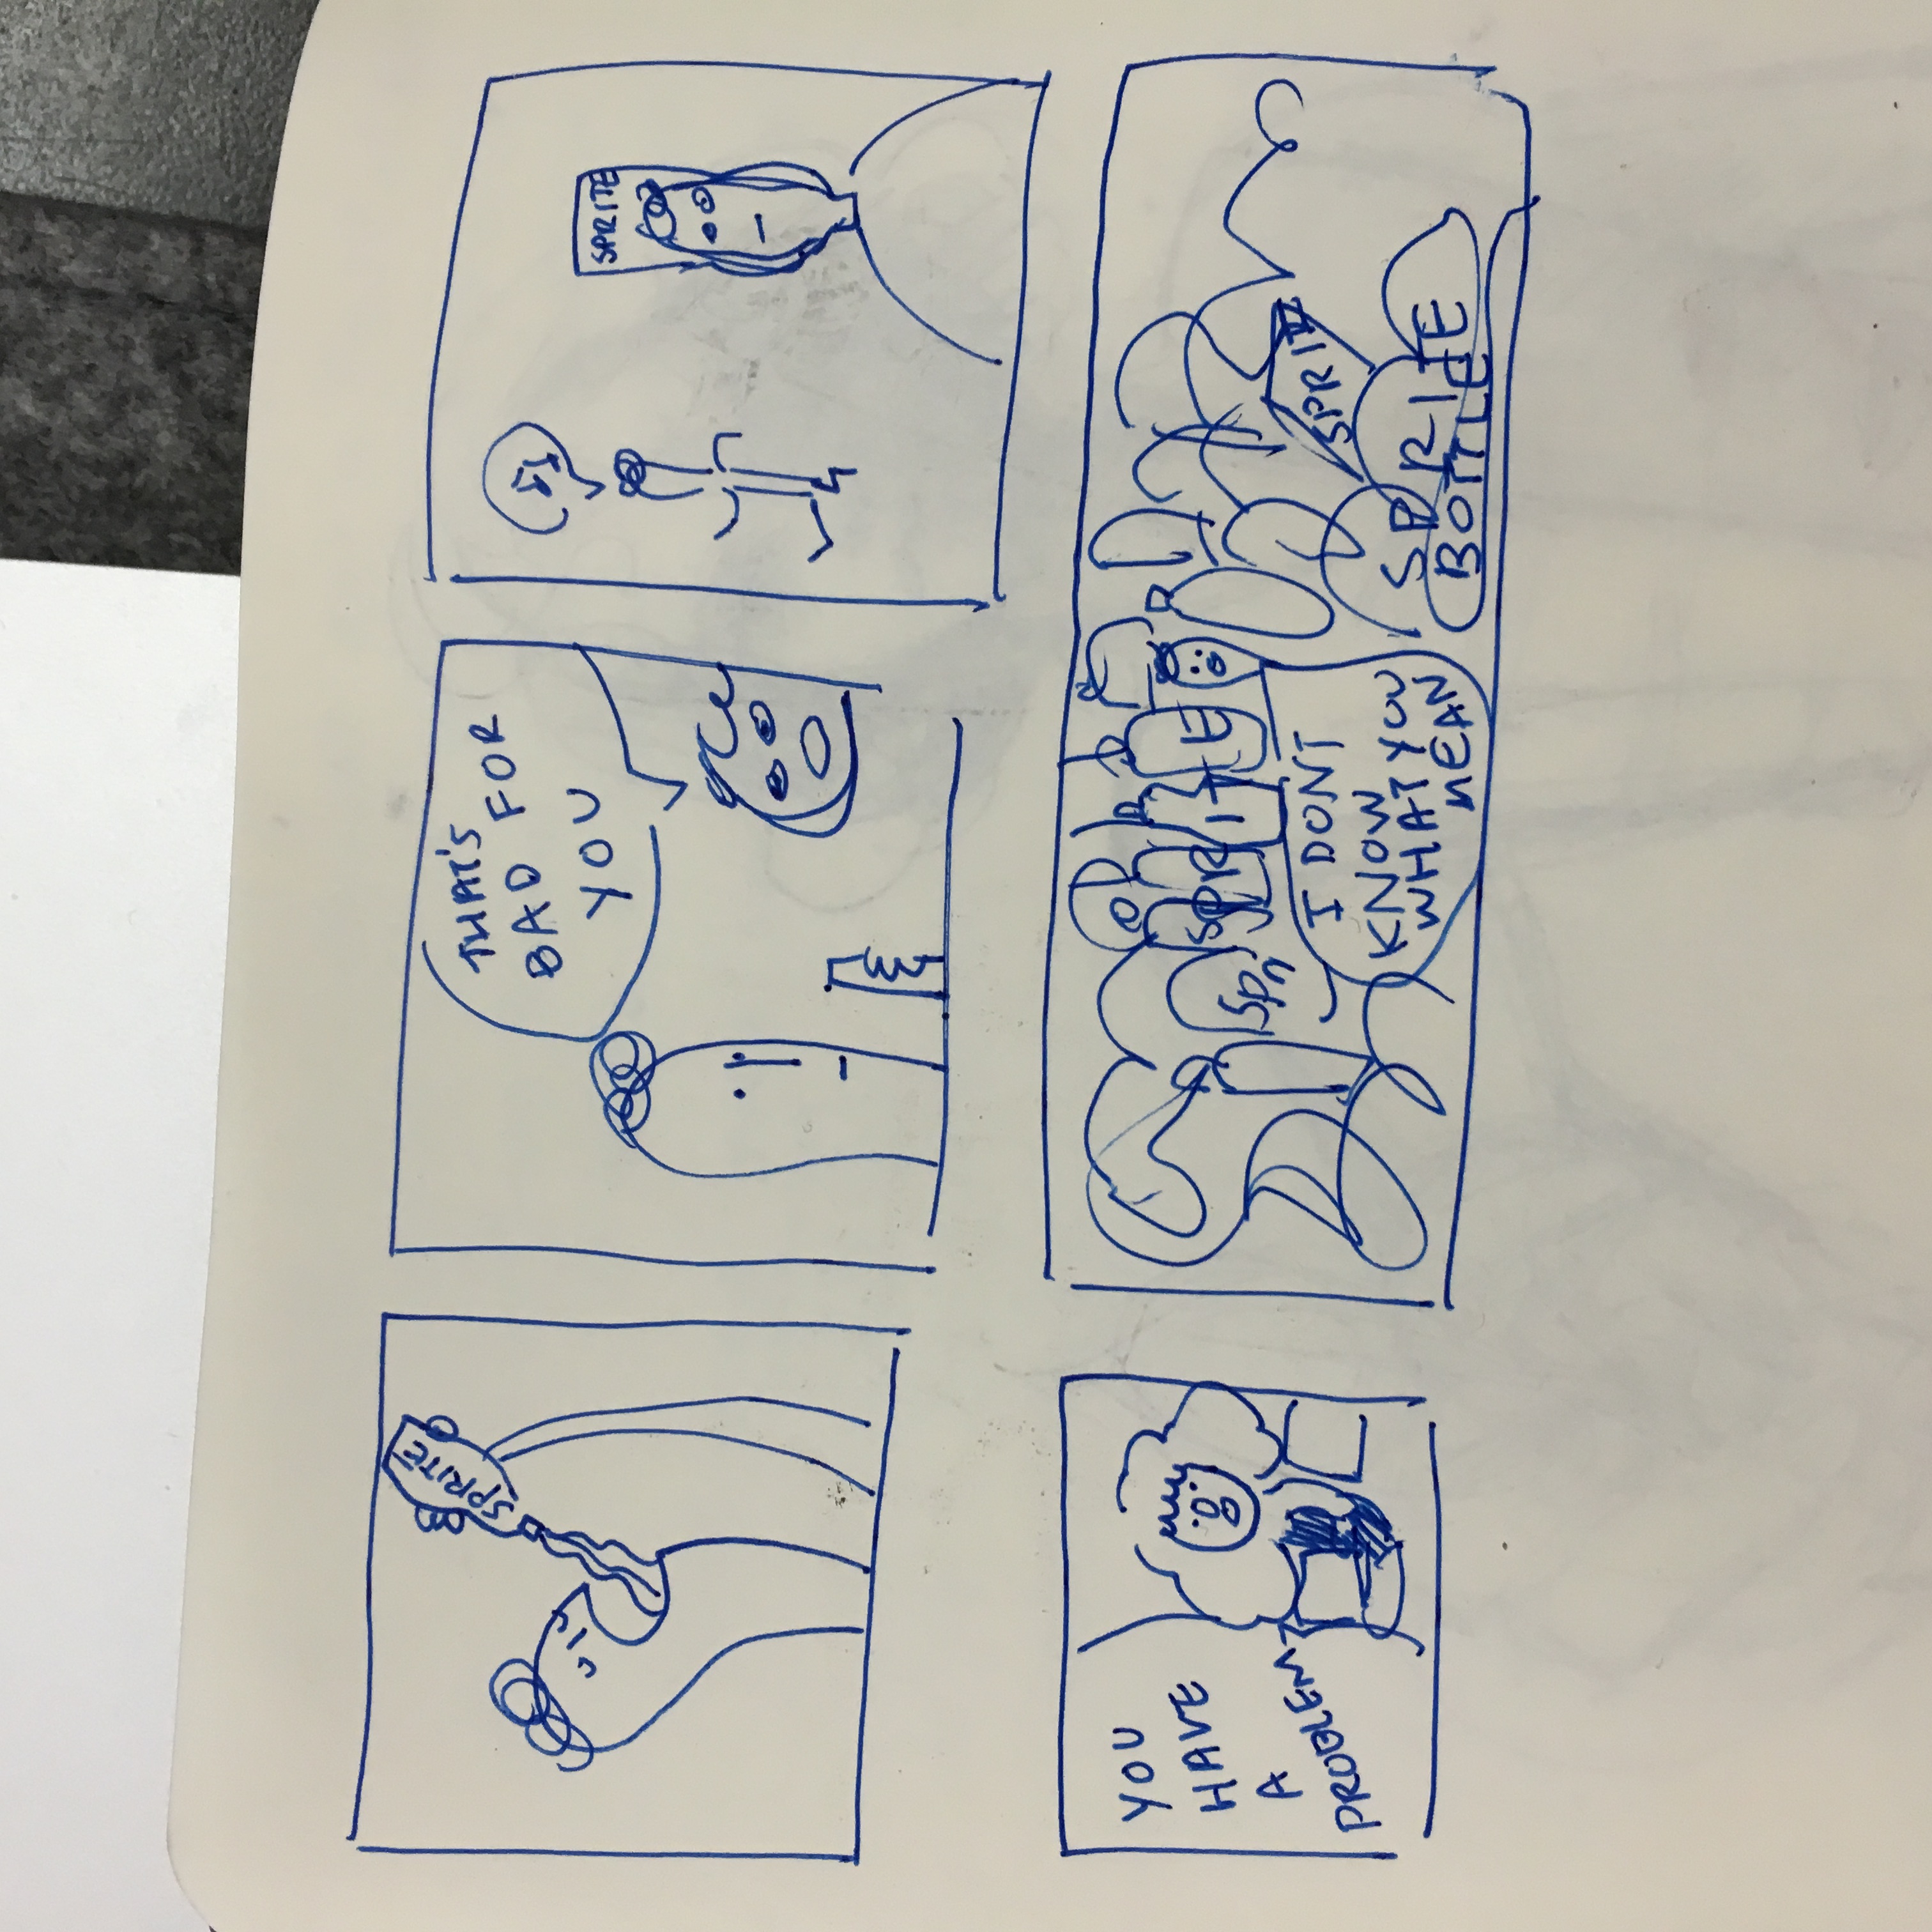 SPRITE
THAT'S
BAD FOR
YOU
SPRITE
YOU
HAVE
A
PROBLEM
SPRITE
I DONT
KNOW
WHAT YOU
MEAN
SPRITE
SPRITE
BOTTLE